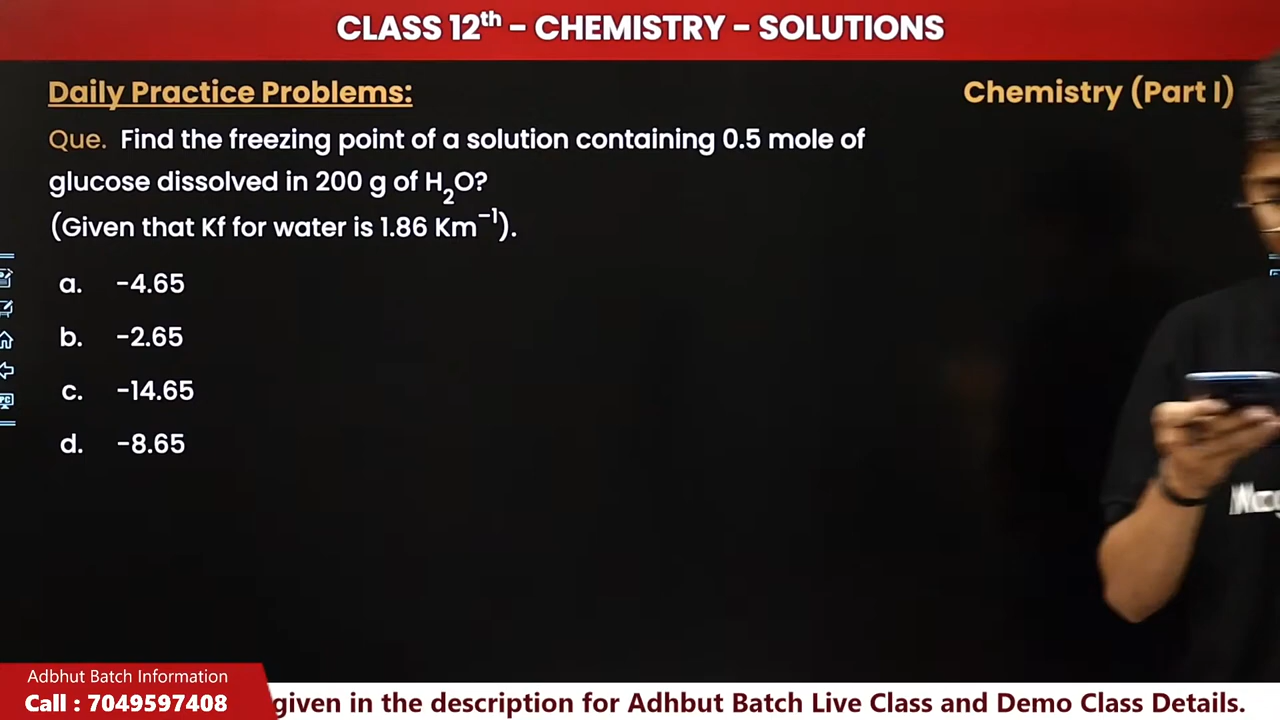 CLASS 12th - CHEMISTRY - SOLUTIONS
Daily Practice Problems:
Chemistry (Part I)
Que. Find the freezing point of a solution containing 0.5 mole of
glucose dissolved in 200 g of H₂O?
(Given that Kf for water is 1.86 Km⁻¹).
a. -4.65
b. -2.65
c. -14.65
d. -8.65
Adbhut Batch Information
Call : 7049597408
given in the description for Adhbut Batch Live Class and Demo Class Details.